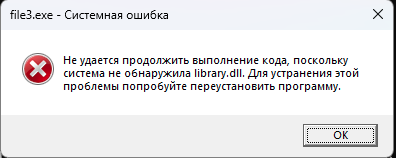 file3.exe - Системная ошибка
Не удается продолжить выполнение кода, поскольку
система не обнаружила library.dll. Для устранения этой
проблемы попробуйте переустановить программу.
ОК